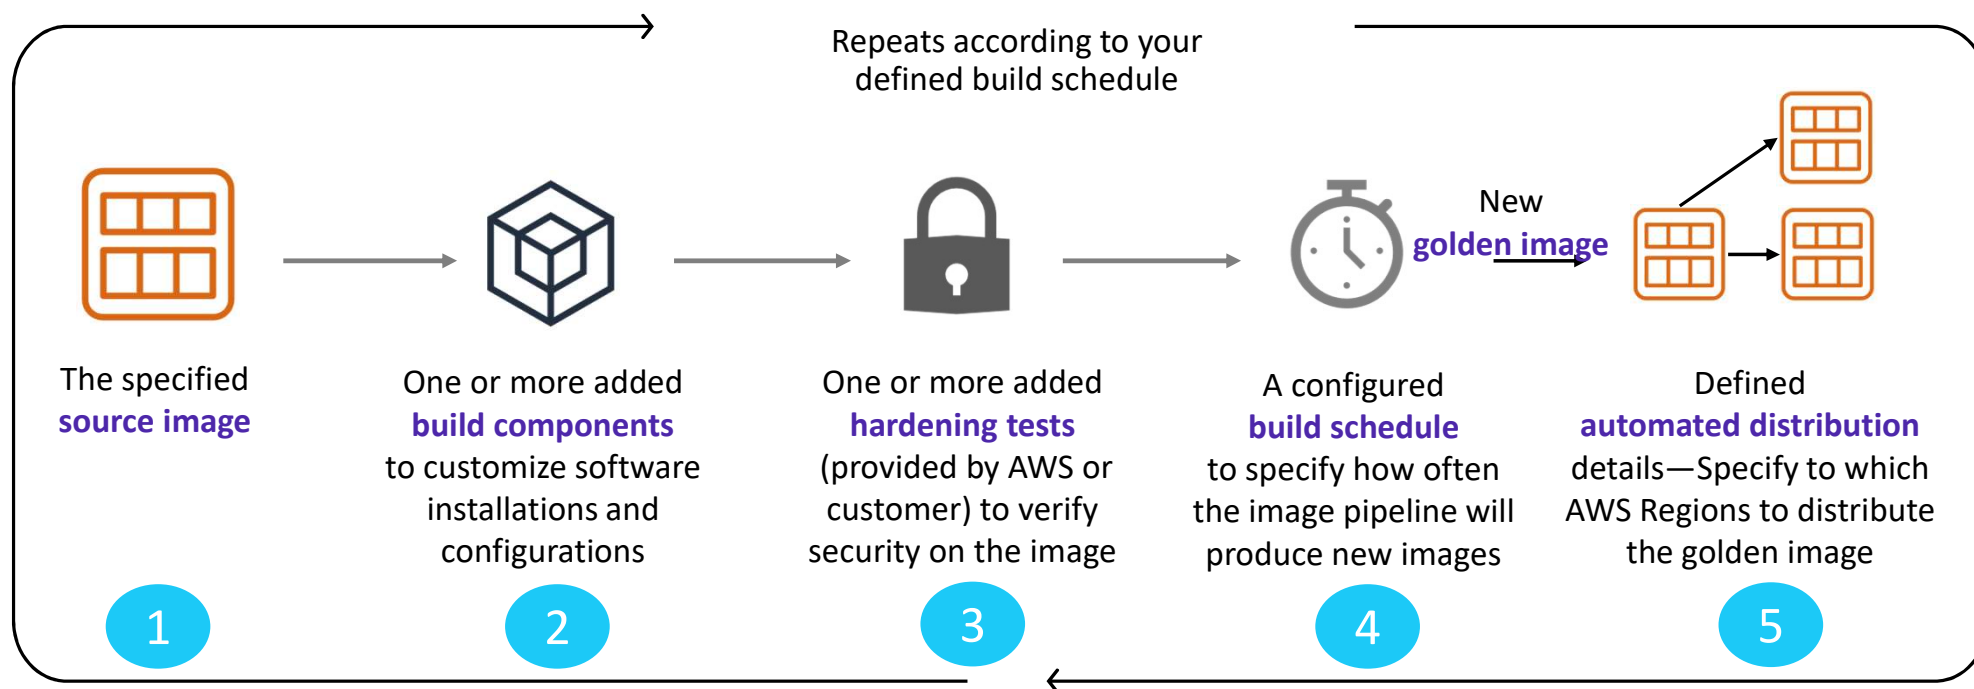 Repeats according to your
defined build schedule
New
golden image
The specified
source image
One or more added
build components
to customize software
installations and
configurations
One or more added
hardening tests
(provided by AWS or
customer) to verify
security on the image
A configured
build schedule
to specify how often
the image pipeline will
produce new images
Defined
automated distribution
details—Specify to which
AWS Regions to distribute
the golden image
1
2
3
4
5